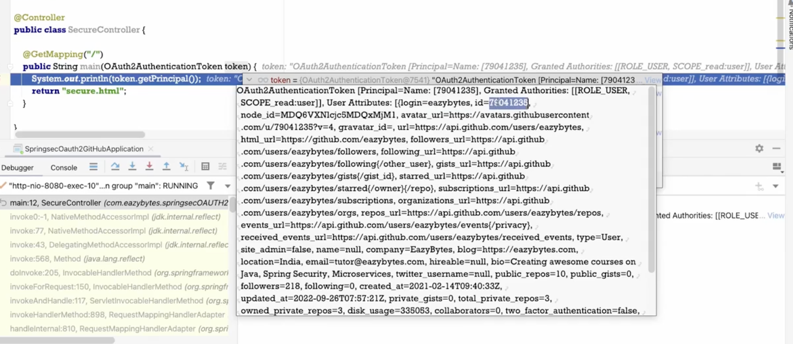 @Controller
public class SecureController {
@GetMapping("/")
public String main(OAuth2AuthenticationToken token) { token: "OAuth2AuthenticationToken [Principal=Name: [79041235], Granted Authorities: [[ROLE_USER, SCOPE_read:user]], User At
System.out.println(token.getPrincipal()); token: "O
token = {OAuth2AuthenticationToken@7541} "OAuth2AuthenticationToken [Principal=Name: [7904123... View
return "secure.html";
}
}
OAuth2AuthenticationToken [Principal=Name: [79041235], Granted Authorities: [[ROLE_USER,
SCOPE_read:user]], User Attributes: [{login=eazybytes, id=79041235,
node_id=MDQ6VXNlcjc5MDQxMjM1, avatar_url=https://avatars.githubusercontent
.com/u/79041235?v=4, gravatar_id=, url=https://api.github.com/users/eazybytes,
html_url=https://github.com/eazybytes, followers_url=https://api.github
.com/users/eazybytes/followers, following_url=https://api.github
.com/users/eazybytes/following{/other_user}, gists_url=https://api.github
.com/users/eazybytes/gists{/gist_id}, starred_url=https://api.github
.com/users/eazybytes/starred{/owner}{/repo}, subscriptions_url=https://api.github
.com/users/eazybytes/subscriptions, organizations_url=https://api.github
.com/users/eazybytes/orgs, repos_url=https://api.github.com/users/eazybytes/repos,
events_url=https://api.github.com/users/eazybytes/events{/privacy},
received_events_url=https://api.github.com/users/eazybytes/received_events, type=User,
site_admin=false, name=null, company=EazyBytes, blog=https://eazybytes.com,
location=India, email=tutor@eazybytes.com, hireable=null, bio=Creating awesome courses on
Java, Spring Security, Microservices, twitter_username=null, public_repos=10, public_gists=0,
followers=218, following=0, created_at=2021-02-14T09:40:33Z,
updated_at=2022-09-26T07:57:21Z, private_gists=0, total_private_repos=3,
owned_private_repos=3, disk_usage=335053, collaborators=0, two_factor_authentication=false,
SpringsecOauth2GitHubApplication
Debugger Console
"http-nio-8080-exec-10"...n group "main": RUNNING
main:12, SecureController (com.eazybytes.springsecOAUTH2
invoke0:-1, NativeMethodAccessorImpl (jdk.internal.reflect)
invoke:77, NativeMethodAccessorImpl (jdk.internal.reflect)
invoke:43, DelegatingMethodAccessorImpl (jdk.internal.reflect)
invoke:568, Method (java.lang.reflect)
doInvoke:205, InvocableHandlerMethod (org.springframework
invokeForRequest:150, InvocableHandlerMethod (org.spring
invokeAndHandle:117, ServletInvocableHandlerMethod (org.s
invokeHandlerMethod:898, RequestMappingHandlerAdapter
handleInternal:810, RequestMappingHandlerAdapter (org.spr
nted Authorities: [[ROLE_USE... View
Notifications